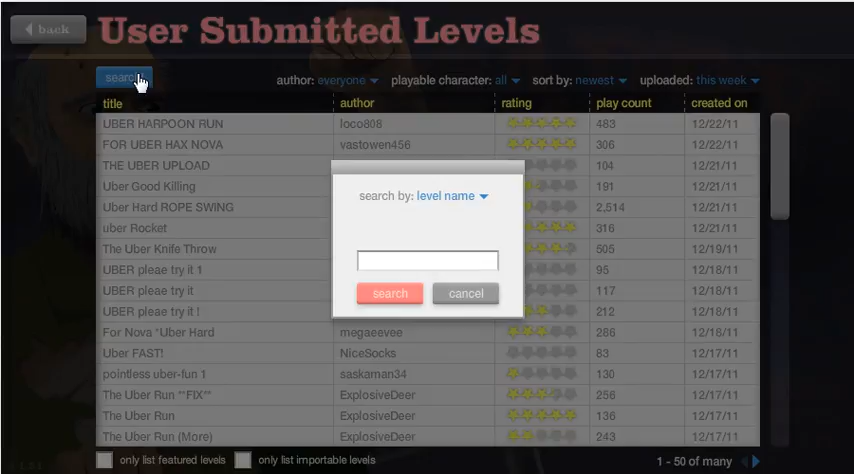 back
User Submitted Levels
search
author: everyone playable character: all sort by: newest uploaded: this week
title author rating play count created on
UBER HARPOON RUN loco808 483 12/22/11
FOR UBER HAX NOVA vastowen456 306 12/22/11
THE UBER UPLOAD 104 12/21/11
Uber Good Killing 191 12/21/11
Uber Hard ROPE SWING 2,514 12/21/11
uber Rocket 316 12/21/11
The Uber Knife Throw 505 12/19/11
UBER pleae try it 1 95 12/18/11
UBER pleae try it 117 12/18/11
UBER pleae try it ! 212 12/18/11
For Nova *Uber Hard megaeevee 286 12/18/11
Uber FAST! NiceSocks 83 12/17/11
pointless uber-fun 1 saskaman34 130 12/17/11
The Uber Run **FIX** ExplosiveDeer 256 12/17/11
The Uber Run ExplosiveDeer 136 12/17/11
The Uber Run (More) ExplosiveDeer 243 12/17/11
search by: level name
search cancel
only list featured levels only list importable levels 1 - 50 of many